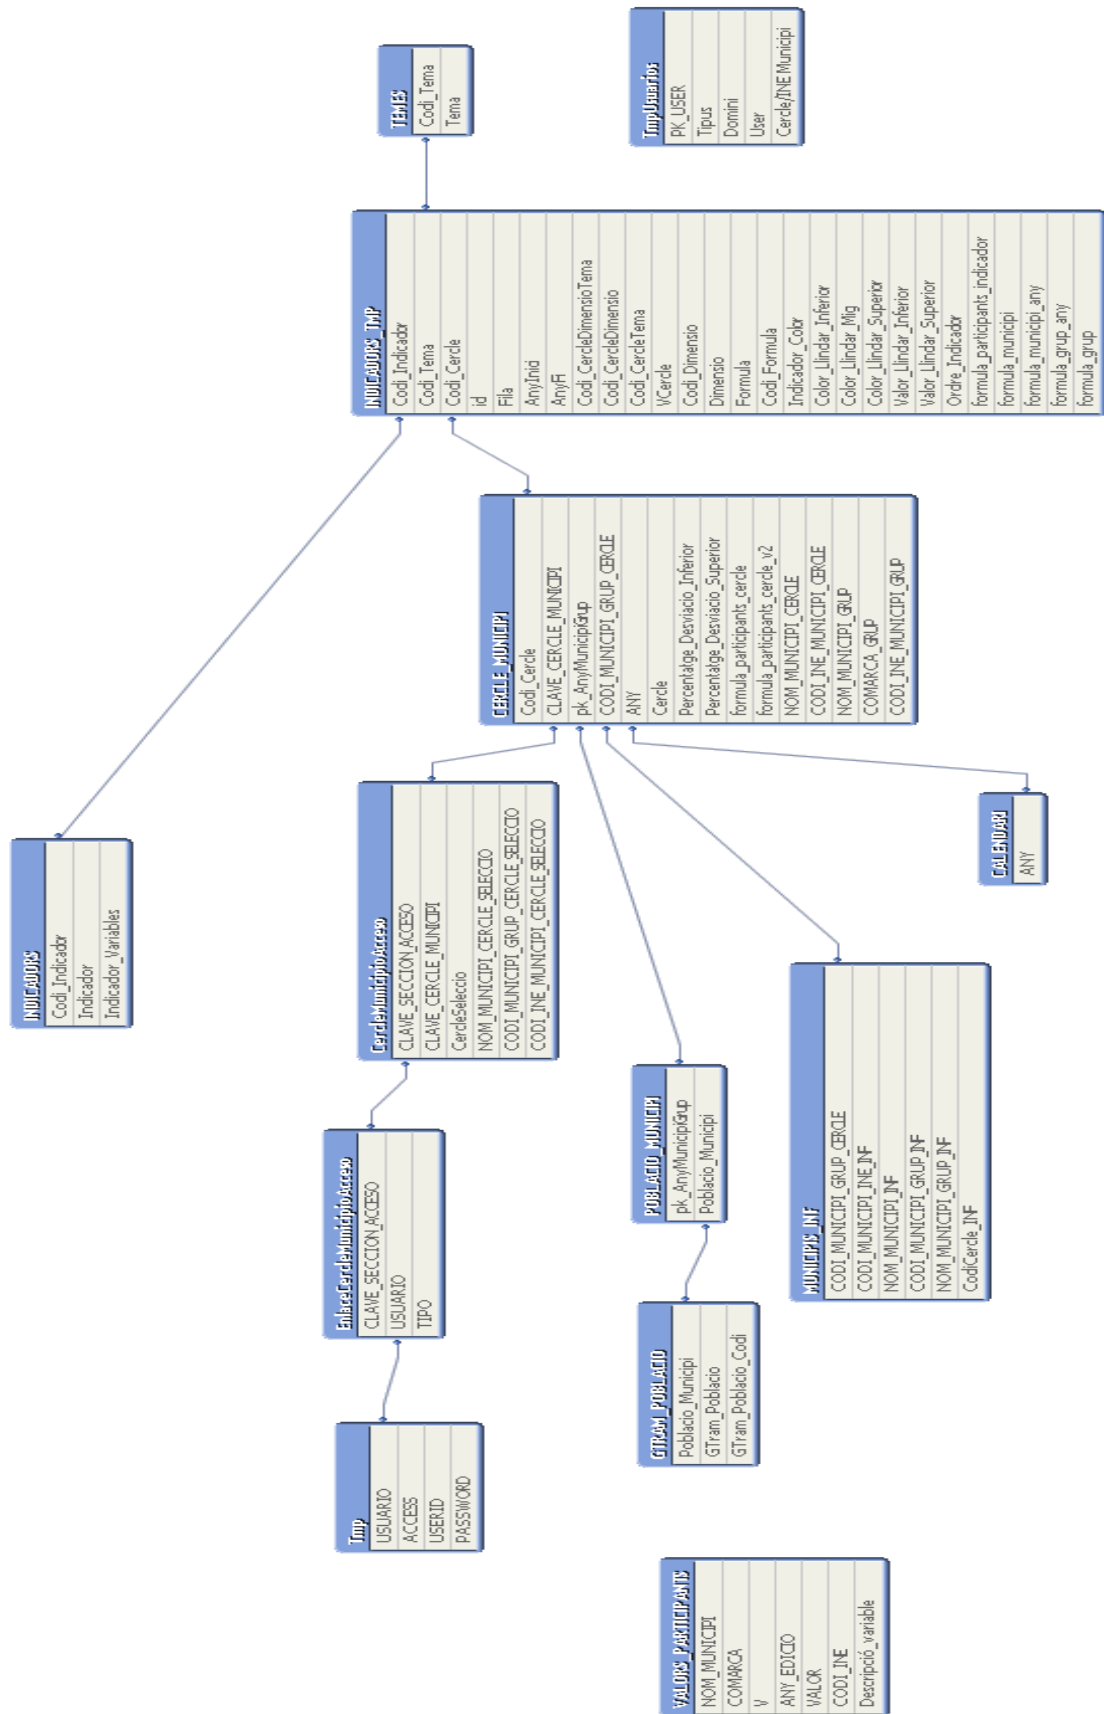 TEMES
Codi_Tema
Tema
TmpUsuarios
PK_USER
Tipus
Domini
User
Cercle/INE Municipi
INDICADORS_TMP
Codi_Indicador
Codi_Tema
Codi_Cercle
id
Fila
AnyInici
AnyFi
Codi_CercleDimensioTema
Codi_CercleDimensio
Codi_CercleTema
VCercle
Codi_Dimensio
Dimensio
Formula
Codi_Formula
Indicador_Color
Color_Llindar_Inferior
Color_Llindar_Mig
Color_Llindar_Superior
Valor_Llindar_Inferior
Valor_Llindar_Superior
Ordre_Indicador
formula_participants_indicador
formula_municipi
formula_municipi_any
formula_grup_any
formula_grup
CERCLE_MUNICIPI
Codi_Cercle
CLAVE_CERCLE_MUNICIPI
pk_AnyMunicipiGrup
CODI_MUNICIPI_GRUP_CERCLE
ANY
Cercle
Percentatge_Desviacio_Inferior
Percentatge_Desviacio_Superior
formula_participants_cercle
formula_participants_cercle_v2
NOM_MUNICIPI_CERCLE
CODI_INE_MUNICIPI_CERCLE
NOM_MUNICIPI_GRUP
COMARCA_GRUP
CODI_INE_MUNICIPI_GRUP
INDICADORS
Codi_Indicador
Indicador
Indicador_Variables
CercleMunicipioAcceso
CLAVE_SECCION_ACCESO
CLAVE_CERCLE_MUNICIPI
CercleSeleccio
NOM_MUNICIPI_CERCLE_SELECCIO
CODI_MUNICIPI_GRUP_CERCLE_SELECCIO
CODI_INE_MUNICIPI_CERCLE_SELECCIO
CALENDARI
ANY
EnlaceCercleMunicipioAcceso
CLAVE_SECCION_ACCESO
USUARIO
TIPO
POBLACIO_MUNICIPI
pk_AnyMunicipiGrup
Poblacio_Municipi
MUNICIPIS_INF
CODI_MUNICIPI_GRUP_CERCLE
CODI_MUNICIPI_INE_INF
NOM_MUNICIPI_INF
CODI_MUNICIPI_GRUP_INF
NOM_MUNICIPI_GRUP_INF
CodiCercle_INF
Tmp
USUARIO
ACCESS
USERID
PASSWORD
GTRAM_POBLACIO
Poblacio_Municipi
GTram_Poblacio
GTram_Poblacio_Codi
VALORS_PARTICIPANTS
NOM_MUNICIPI
COMARCA
V
ANY_EDICIO
VALOR
CODI_INE
Descripció_variable